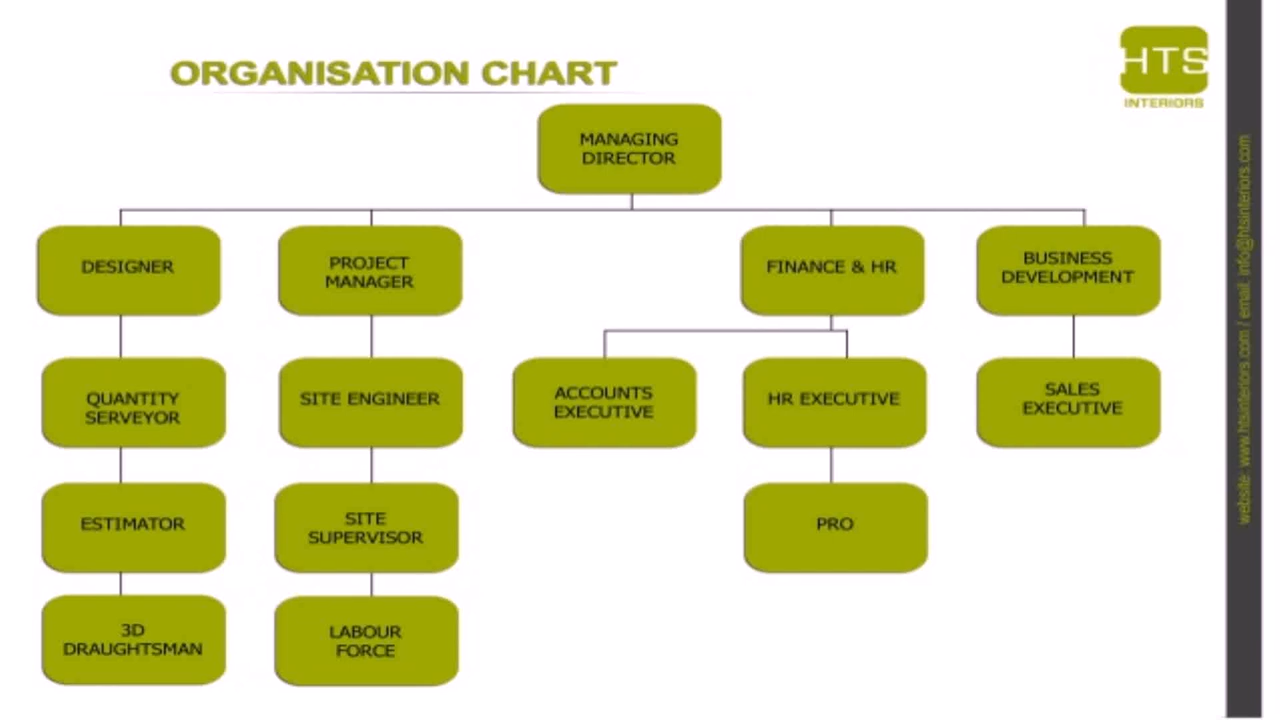 ORGANISATION CHART
HTS
INTERIORS
MANAGING
DIRECTOR
DESIGNER
PROJECT
MANAGER
FINANCE & HR
BUSINESS
DEVELOPMENT
QUANTITY
SERVEYOR
SITE ENGINEER
ACCOUNTS
EXECUTIVE
HR EXECUTIVE
SALES
EXECUTIVE
ESTIMATOR
SITE
SUPERVISOR
PRO
3D
DRAUGHTSMAN
LABOUR
FORCE
website: www.htsinteriors.com / email: info@htsinteriors.com